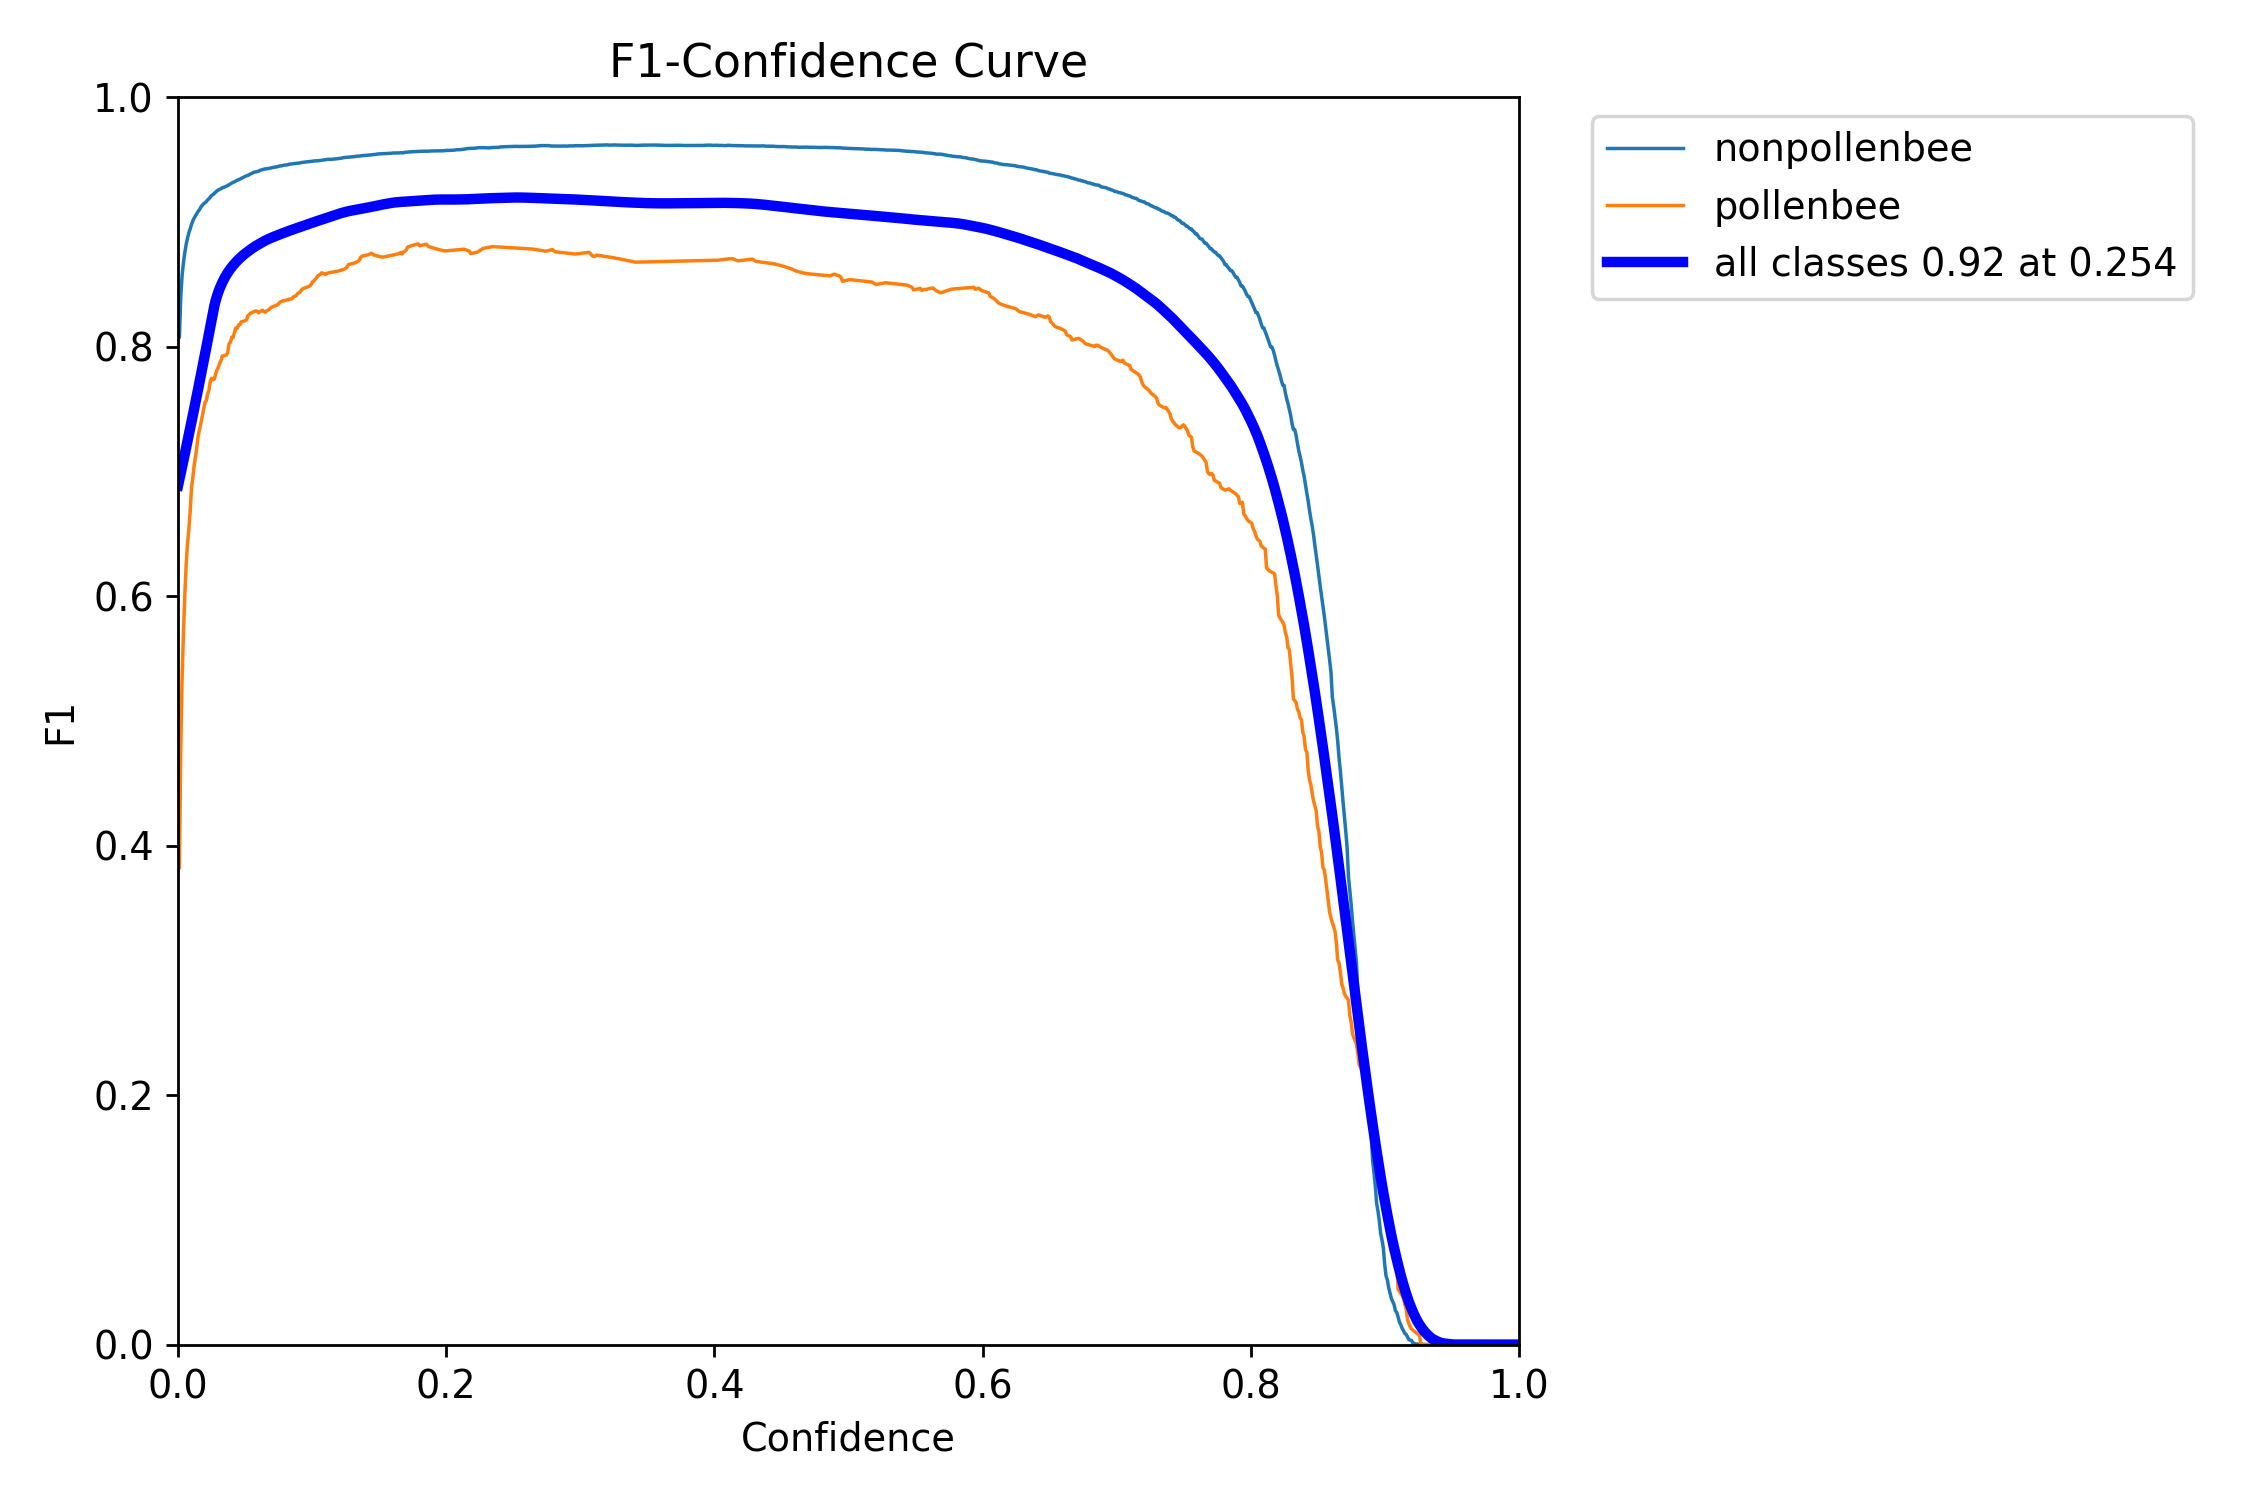 F1-Confidence Curve
nonpollenbee
pollenbee
all classes 0.92 at 0.254
1.0
0.8
0.6
0.4
0.2
0.0
F1
0.0 0.2 0.4 0.6 0.8 1.0
Confidence